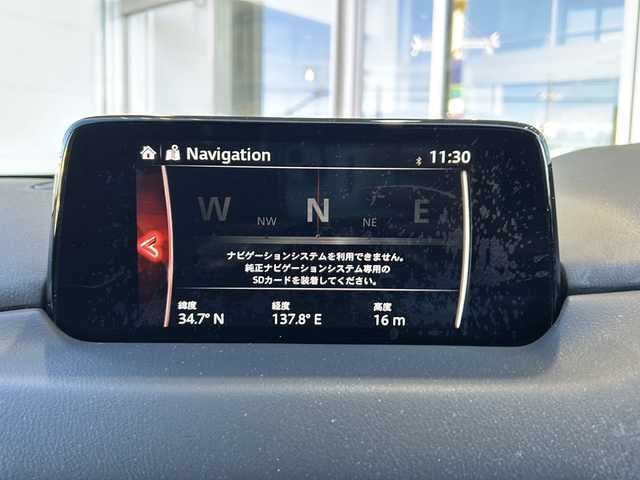 Navigation 11:30
W NW N NE E
ナビゲーションシステムを利用できません。
純正ナビゲーションシステム専用の
SDカードを装着してください。
緯度 経度 高度
34.7° N 137.8° E 16 m